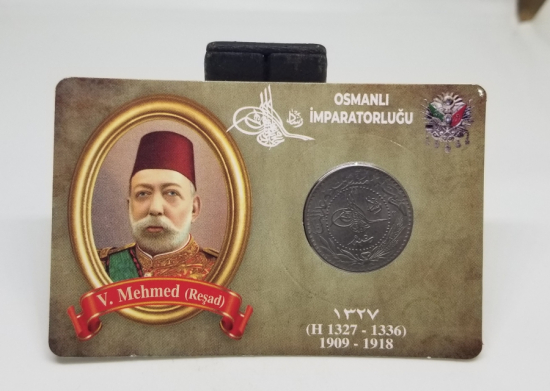 OSMANLI
İMPARATORLUĞU
V. Mehmed (Reşad)
١٣٢٧
(H 1327 - 1336)
1909 - 1918